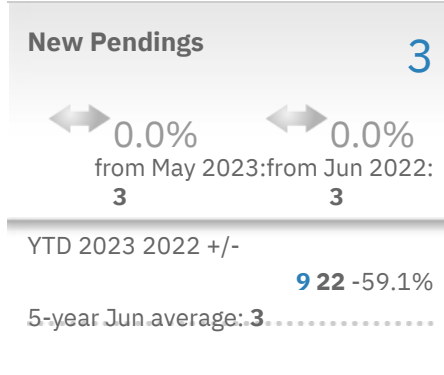 New Pendings 3
0.0% 0.0%
from May 2023: from Jun 2022:
3 3
YTD 2023 2022 +/-
9 22 -59.1%
5-year Jun average: 3